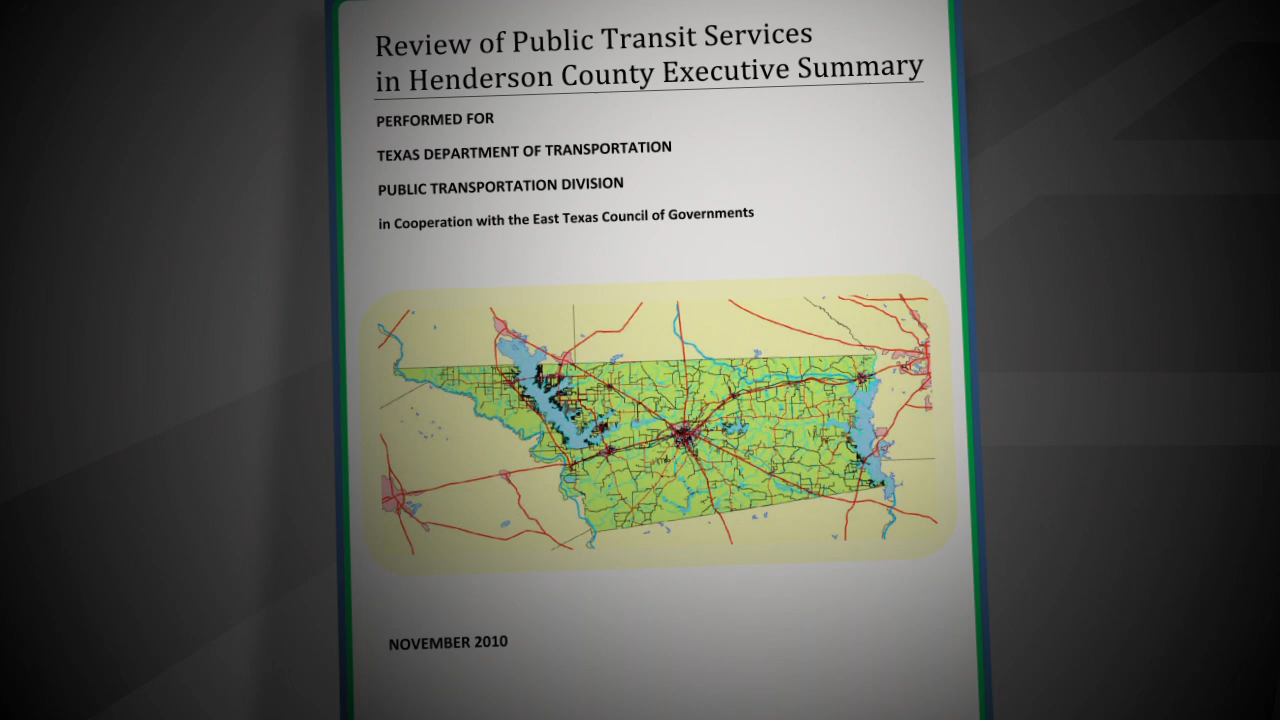 Review of Public Transit Services
in Henderson County Executive Summary
PERFORMED FOR
TEXAS DEPARTMENT OF TRANSPORTATION
PUBLIC TRANSPORTATION DIVISION
in Cooperation with the East Texas Council of Governments
NOVEMBER 2010